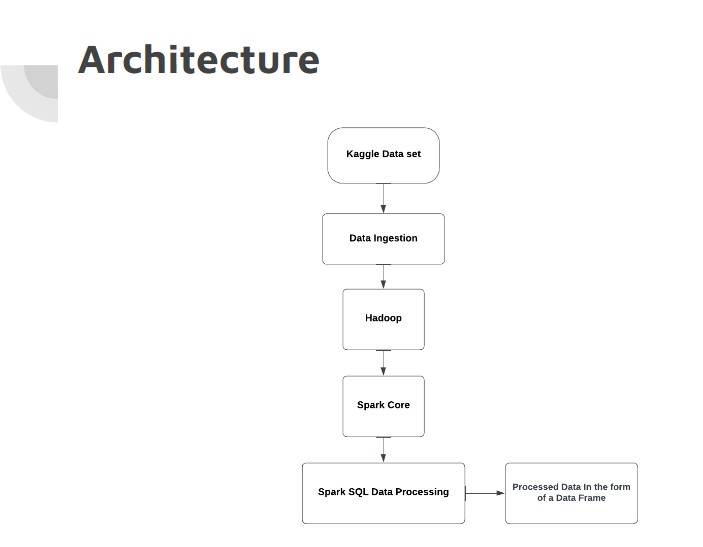 Architecture
Kaggle Data set
Data Ingestion
Hadoop
Spark Core
Spark SQL Data Processing
Processed Data In the form
of a Data Frame